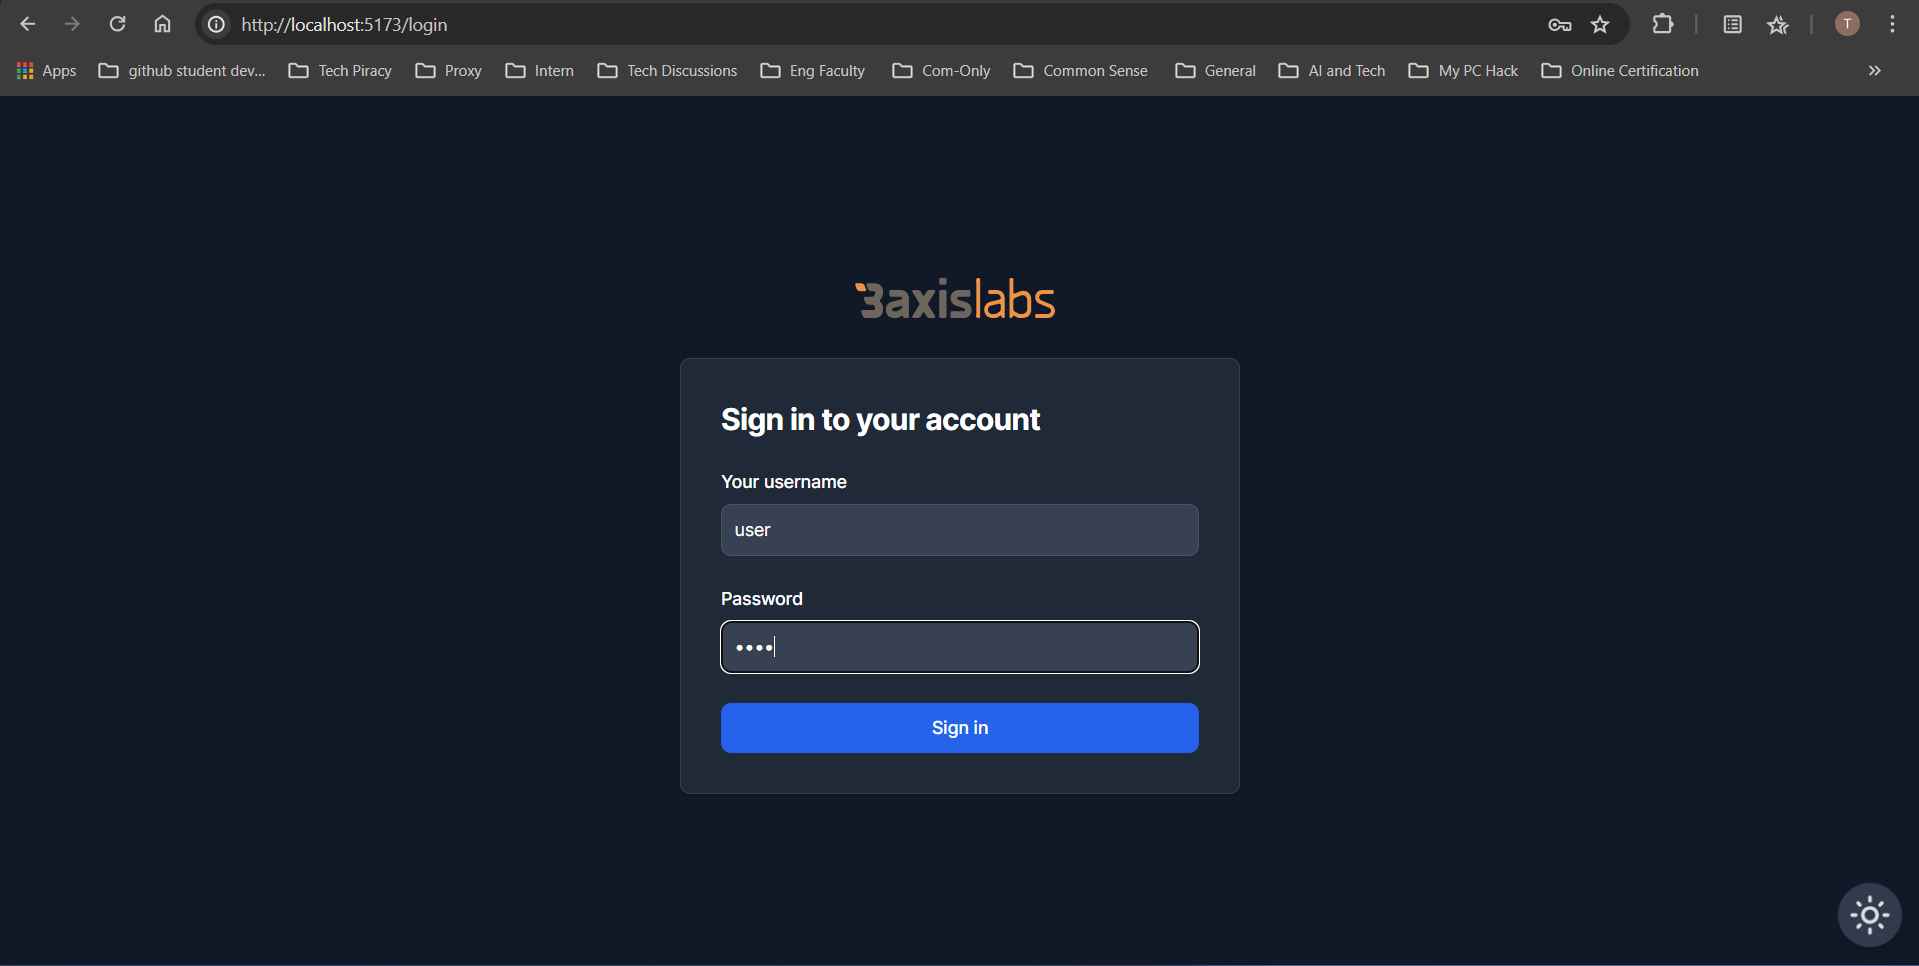 http://localhost:5173/login
T
Apps github student dev... Tech Piracy Proxy Intern Tech Discussions Eng Faculty Com-Only Common Sense General AI and Tech My PC Hack Online Certification »
3axislabs
Sign in to your account
Your username
user
Password
••••
Sign in